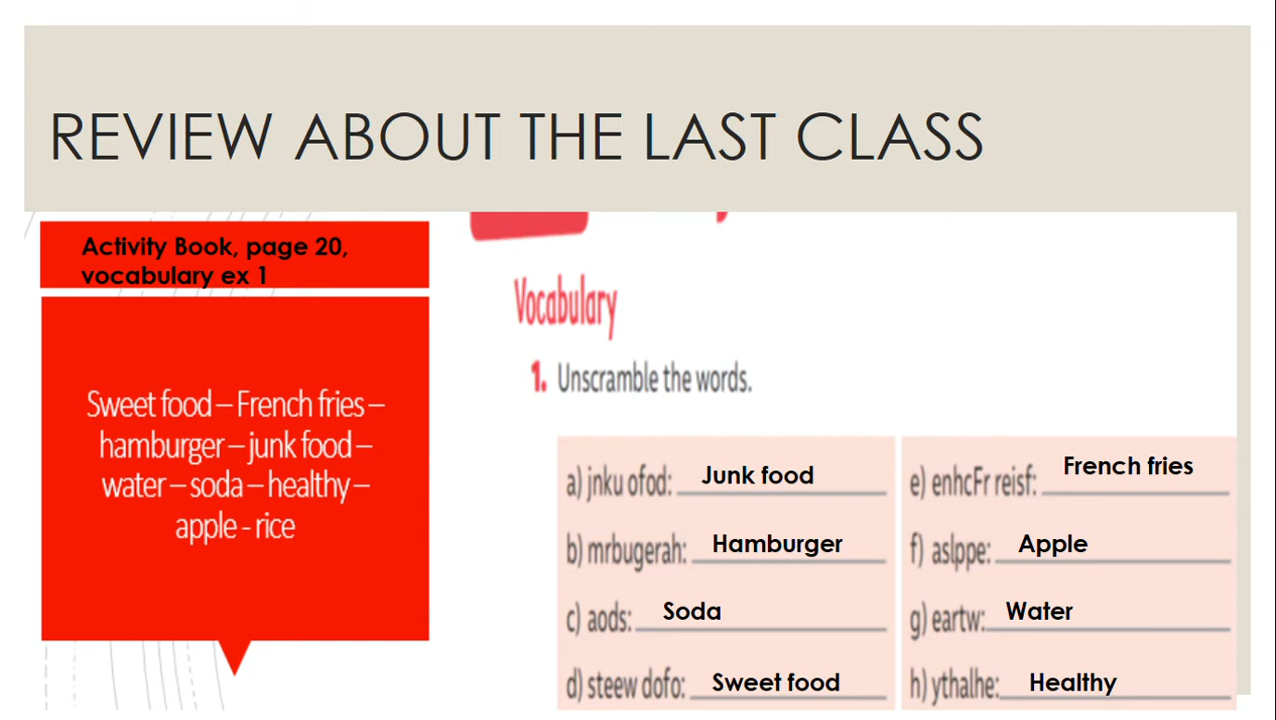 REVIEW ABOUT THE LAST CLASS
Activity Book, page 20,
vocabulary ex 1
Sweet food – French fries –
hamburger – junk food –
water – soda – healthy –
apple - rice
Vocabulary
1. Unscramble the words.
a) jnku ofod: Junk food
b) mrbugerah: Hamburger
c) aods: Soda
d) steew dofo: Sweet food
e) enhcFr reisf: French fries
f) aslppe: Apple
g) eartw: Water
h) ythalhe: Healthy